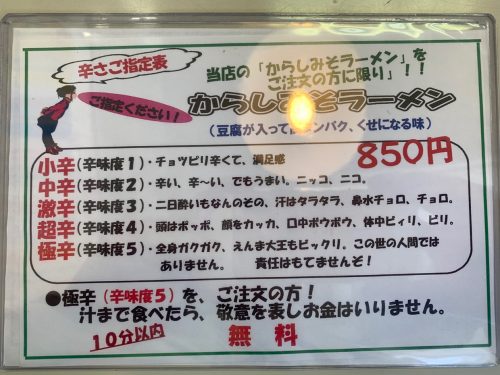 辛さご指定表
ご指定ください!
当店の「からしみそラーメン」を
ご注文の方に限り」!!
からしみそラーメン
(豆腐が入って パク、くせになる味)
850円
小辛(辛味度1)・チョッピリ辛くて、満足感
中辛(辛味度2)・辛い、辛~い、でもうまい。ニッコ、ニコ。
激辛(辛味度3)・二日酔いもなんのその、汗はタラタラ、鼻水チョロ、チョロ。
超辛(辛味度4)・頭はポッポ、顔をカッカ、口中ボウボウ、体中ビィリ、ビリ。
極辛(辛味度5)・全身ガクガク、えんま大王もビックリ。この世の人間では
ありません。 責任はもてませんぞ!
●極辛(辛味度5)を、ご注文の方!
汁まで食べたら、敬意を表しお金はいりません。
10分以内
無料